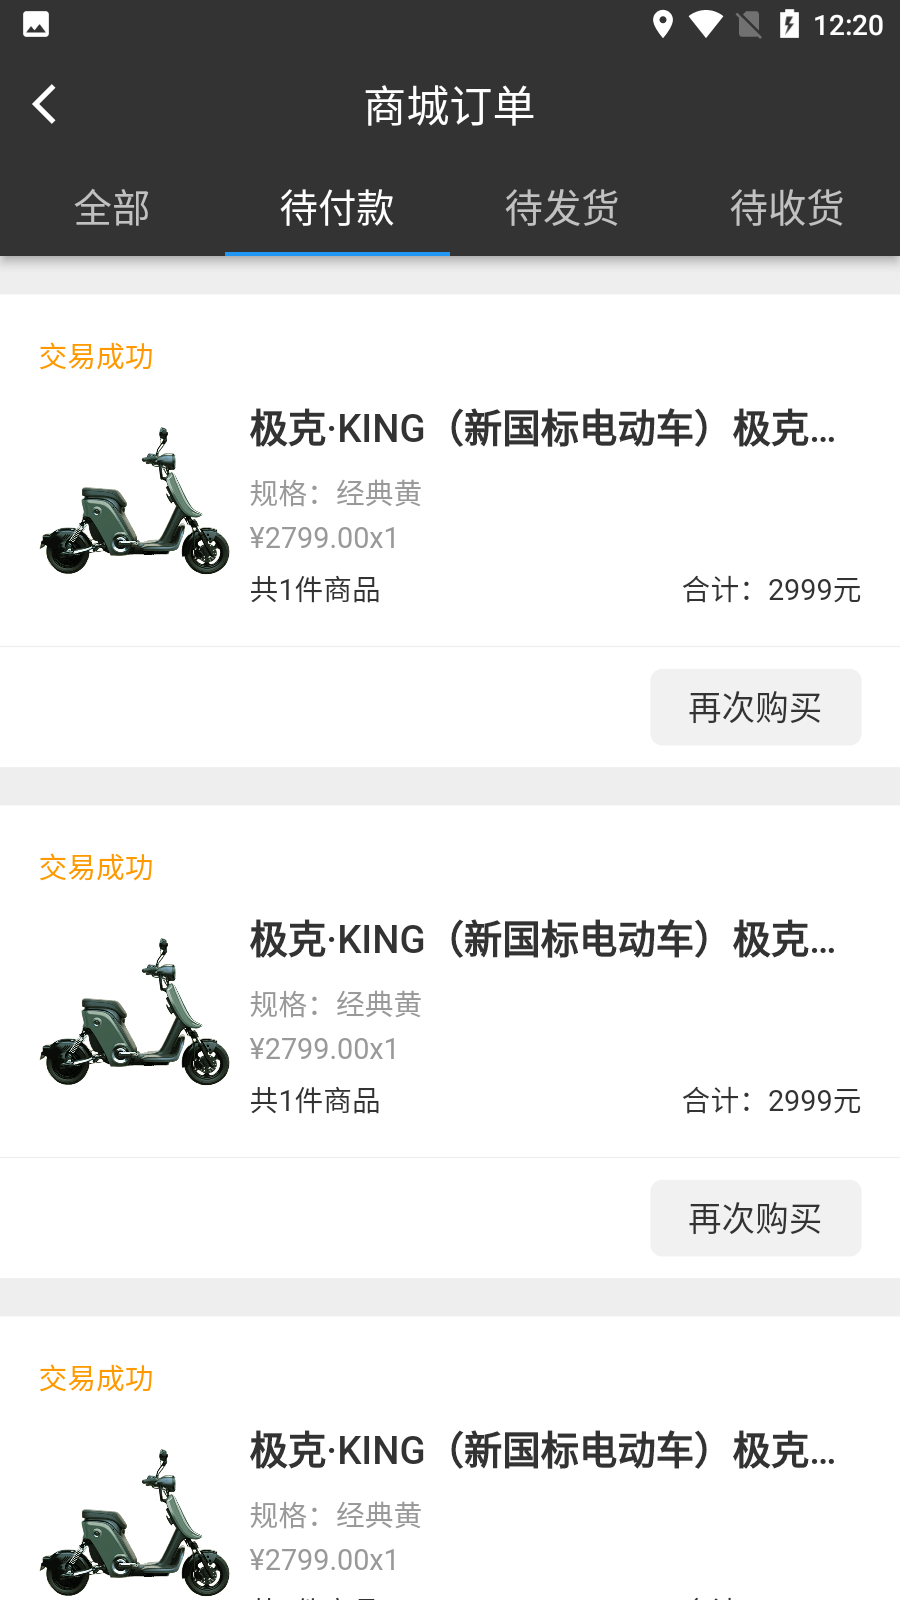 12:20
商城订单
全部 待付款 待发货 待收货
交易成功
极克·KING（新国标电动车）极克...
规格：经典黄
¥2799.00x1
共1件商品 合计：2999元
再次购买
交易成功
极克·KING（新国标电动车）极克...
规格：经典黄
¥2799.00x1
共1件商品 合计：2999元
再次购买
交易成功
极克·KING（新国标电动车）极克...
规格：经典黄
¥2799.00x1